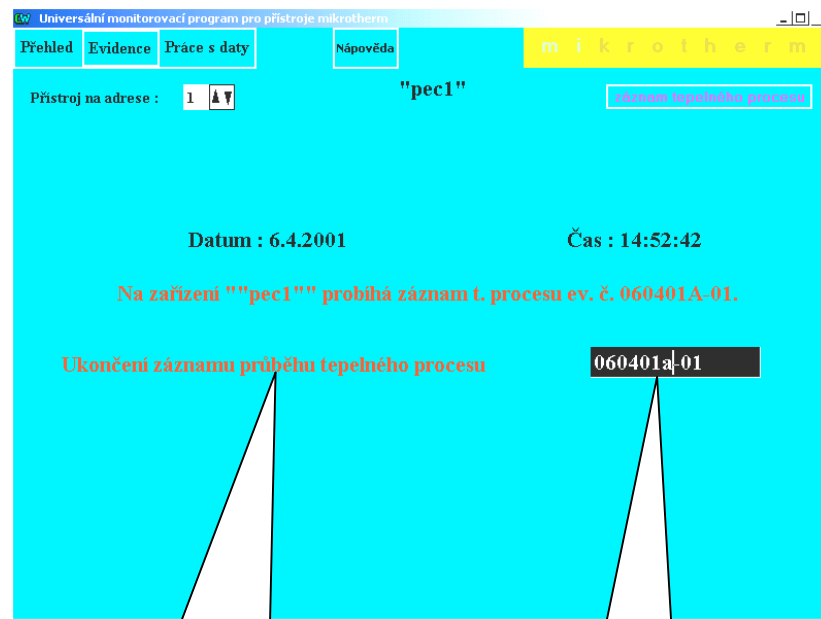 Universální monitorovací program pro přístroje mikrotherm
Přehled Evidence Práce s daty Nápověda mikrotherm
Přístroj na adrese : 1 "pec1" záznam tepelného procesu
Datum : 6.4.2001 Čas : 14:52:42
Na zařízení ""pec1"" probíhá záznam t. procesu ev. č. 060401A-01.
Ukončení záznamu průběhu tepelného procesu 060401a-01